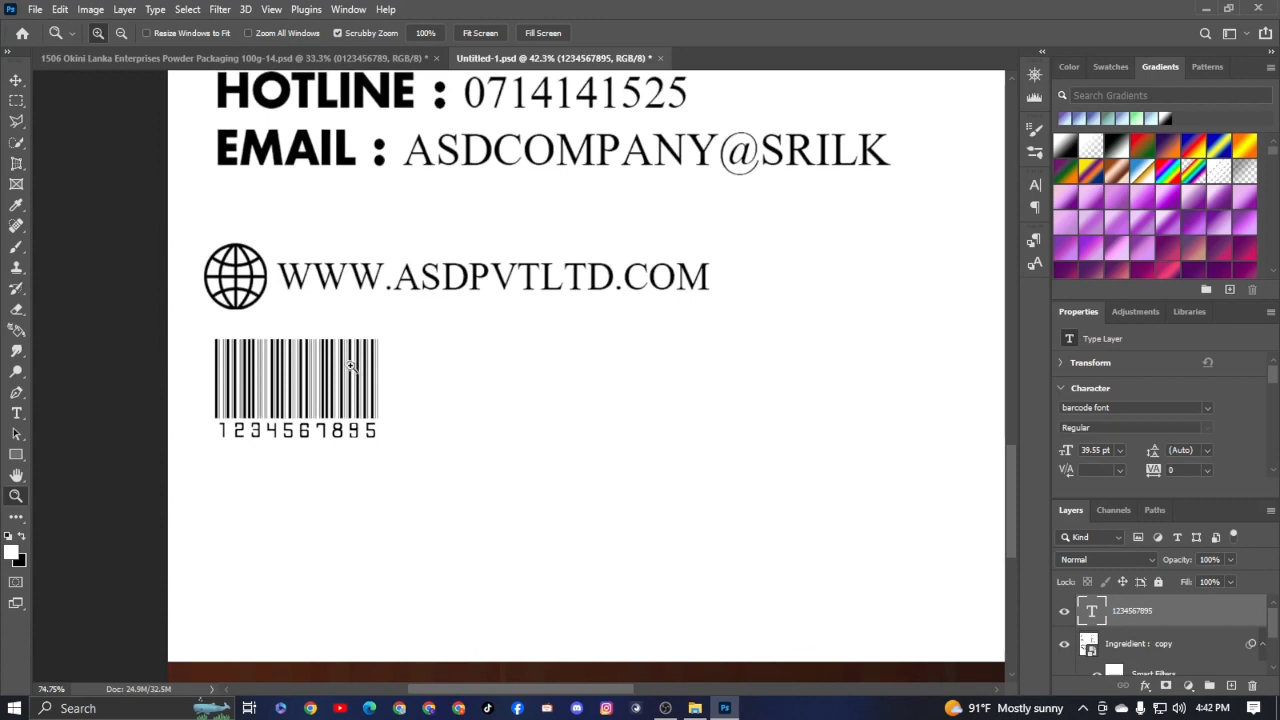 File Edit Image Layer Type Select Filter 3D View Plugins Window Help
Resize Windows to Fit Zoom All Windows Scrubby Zoom 100% Fit Screen Fill Screen
1506 Okini Lanka Enterprises Powder Packaging 100g-14.psd @ 33.3% (0123456789, RGB/8) * × Untitled-1.psd @ 42.3% (1234567895, RGB/8) * ×
Color Swatches Gradients Patterns
Search Gradients
HOTLINE : 0714141525
EMAIL : ASDCOMPANY@SRILK
WWW.ASDPVTLTD.COM
1234567895
Properties Adjustments Libraries
T Type Layer
Transform
Character
barcode font
Regular
39.55 pt (Auto)
0
Layers Channels Paths
Kind
Normal Opacity: 100%
Lock: Fill: 100%
T 1234567895
Ingreidient : copy
Smart Filters
74.75% Doc: 24.9M/32.5M
Search
91°F Mostly sunny 4:42 PM